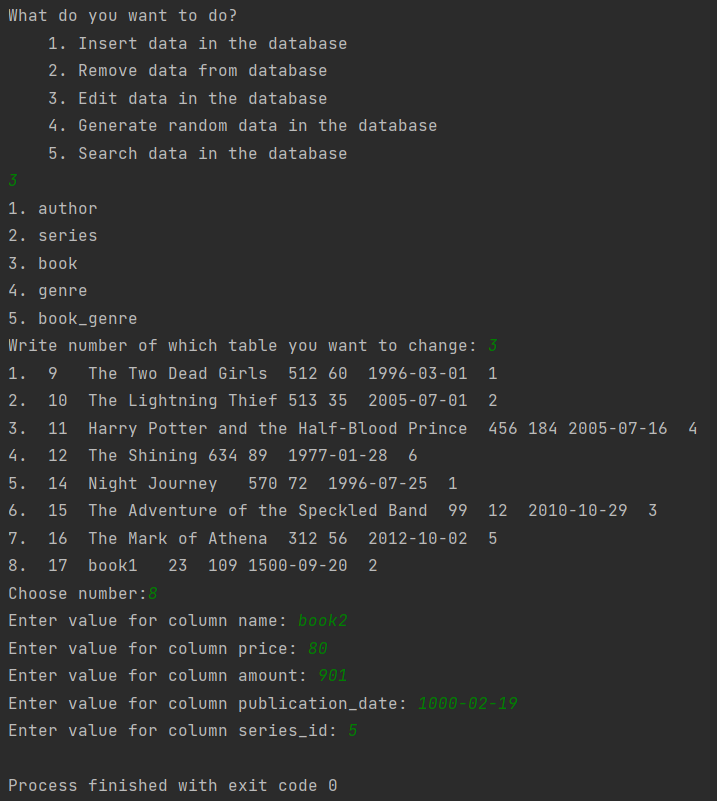 What do you want to do?
    1. Insert data in the database
    2. Remove data from database
    3. Edit data in the database
    4. Generate random data in the database
    5. Search data in the database
3
1. author
2. series
3. book
4. genre
5. book_genre
Write number of which table you want to change: 3
1.  9   The Two Dead Girls  512 60  1996-03-01  1
2.  10  The Lightning Thief 513 35  2005-07-01  2
3.  11  Harry Potter and the Half-Blood Prince  456 184 2005-07-16  4
4.  12  The Shining 634 89  1977-01-28  6
5.  14  Night Journey   570 72  1996-07-25  1
6.  15  The Adventure of the Speckled Band  99  12  2010-10-29  3
7.  16  The Mark of Athena  312 56  2012-10-02  5
8.  17  book1   23  109 1500-09-20  2
Choose number:8
Enter value for column name: book2
Enter value for column price: 80
Enter value for column amount: 901
Enter value for column publication_date: 1000-02-19
Enter value for column series_id: 5
Process finished with exit code 0